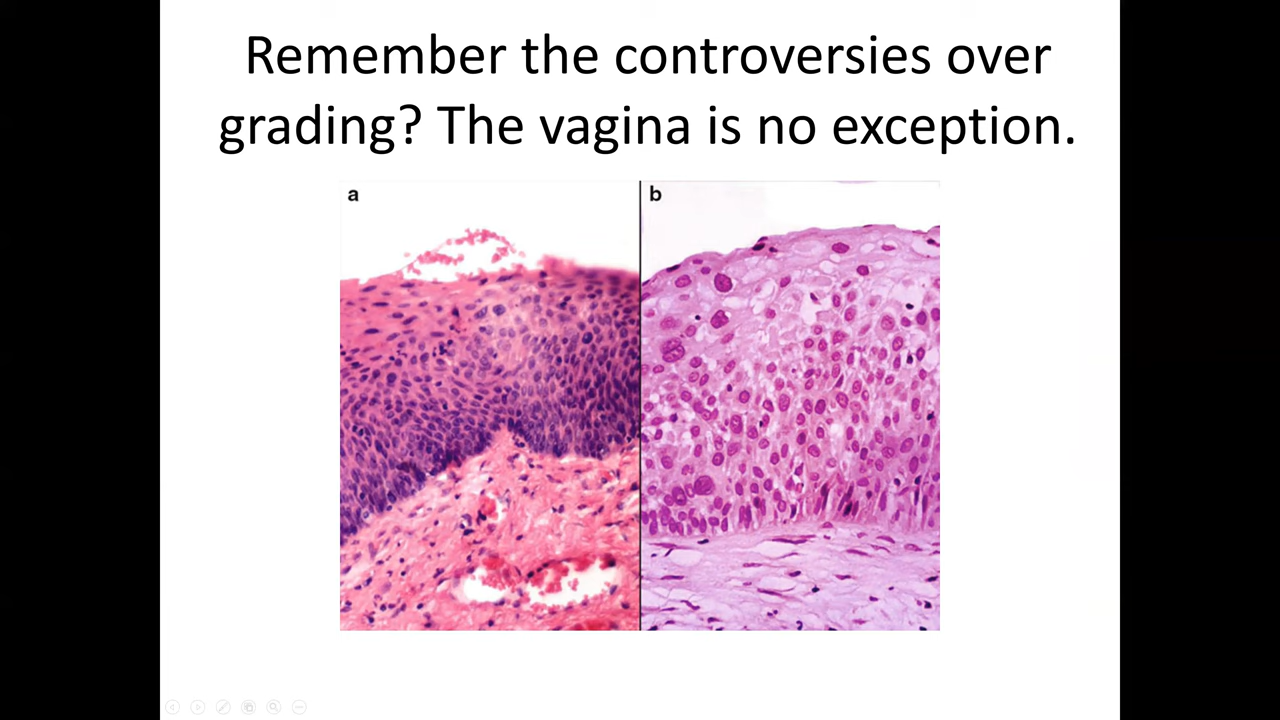 Remember the controversies over
grading? The vagina is no exception.
a
b